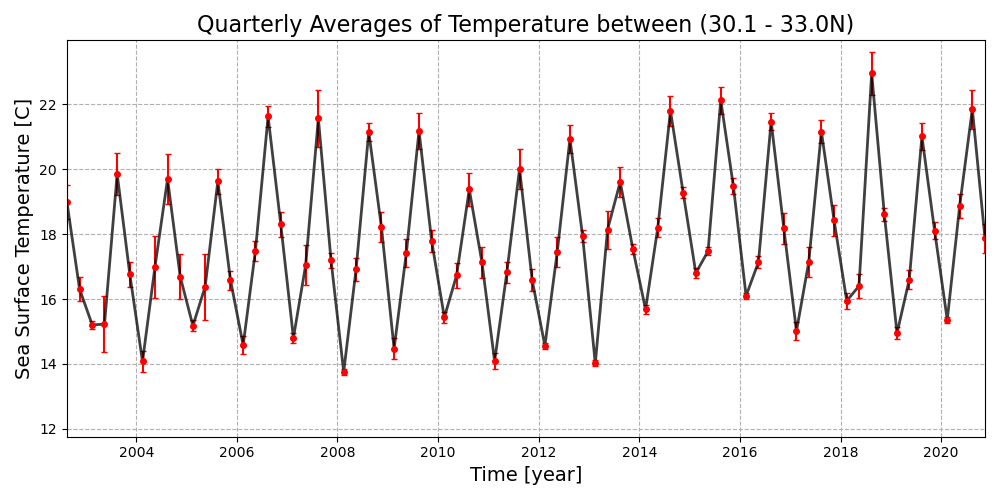 Quarterly Averages of Temperature between (30.1 - 33.0N)
Sea Surface Temperature [C]
22
20
18
16
14
12
2004 2006 2008 2010 2012 2014 2016 2018 2020
Time [year]